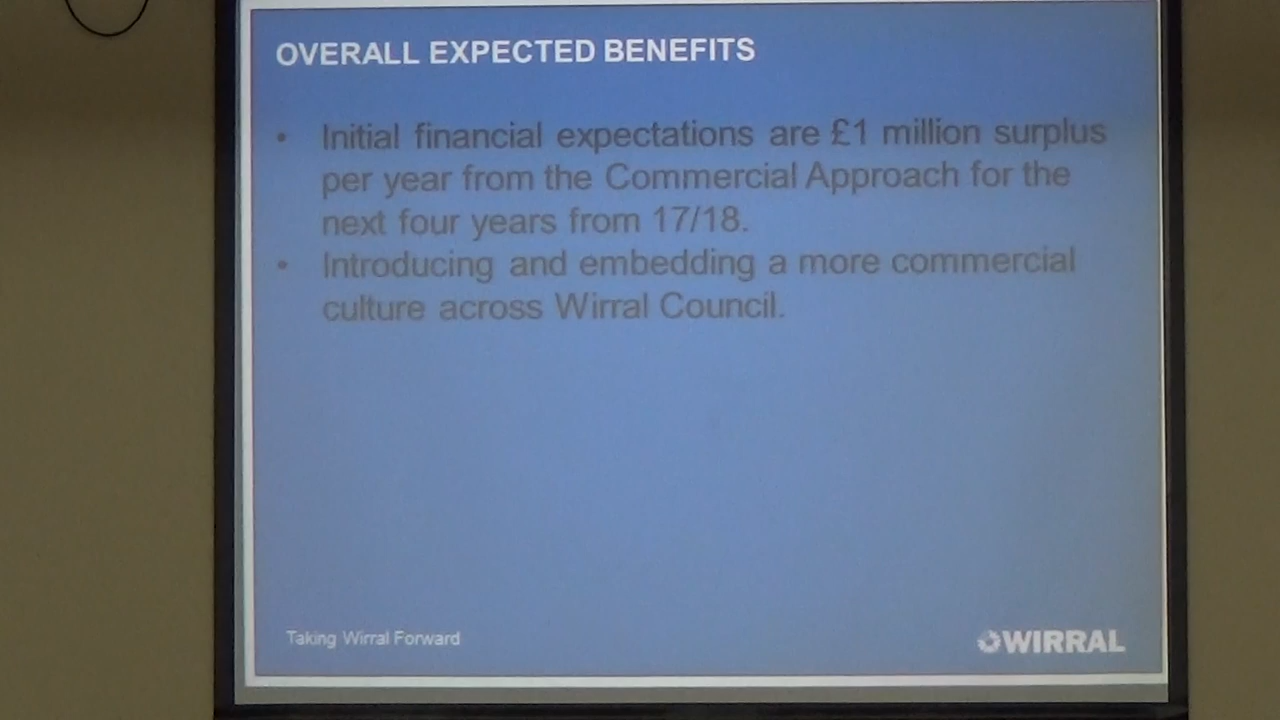 OVERALL EXPECTED BENEFITS
• Initial financial expectations are £1 million surplus
per year from the Commercial Approach for the
next four years from 17/18.
• Introducing and embedding a more commercial
culture across Wirral Council.
Taking Wirral Forward
WIRRAL